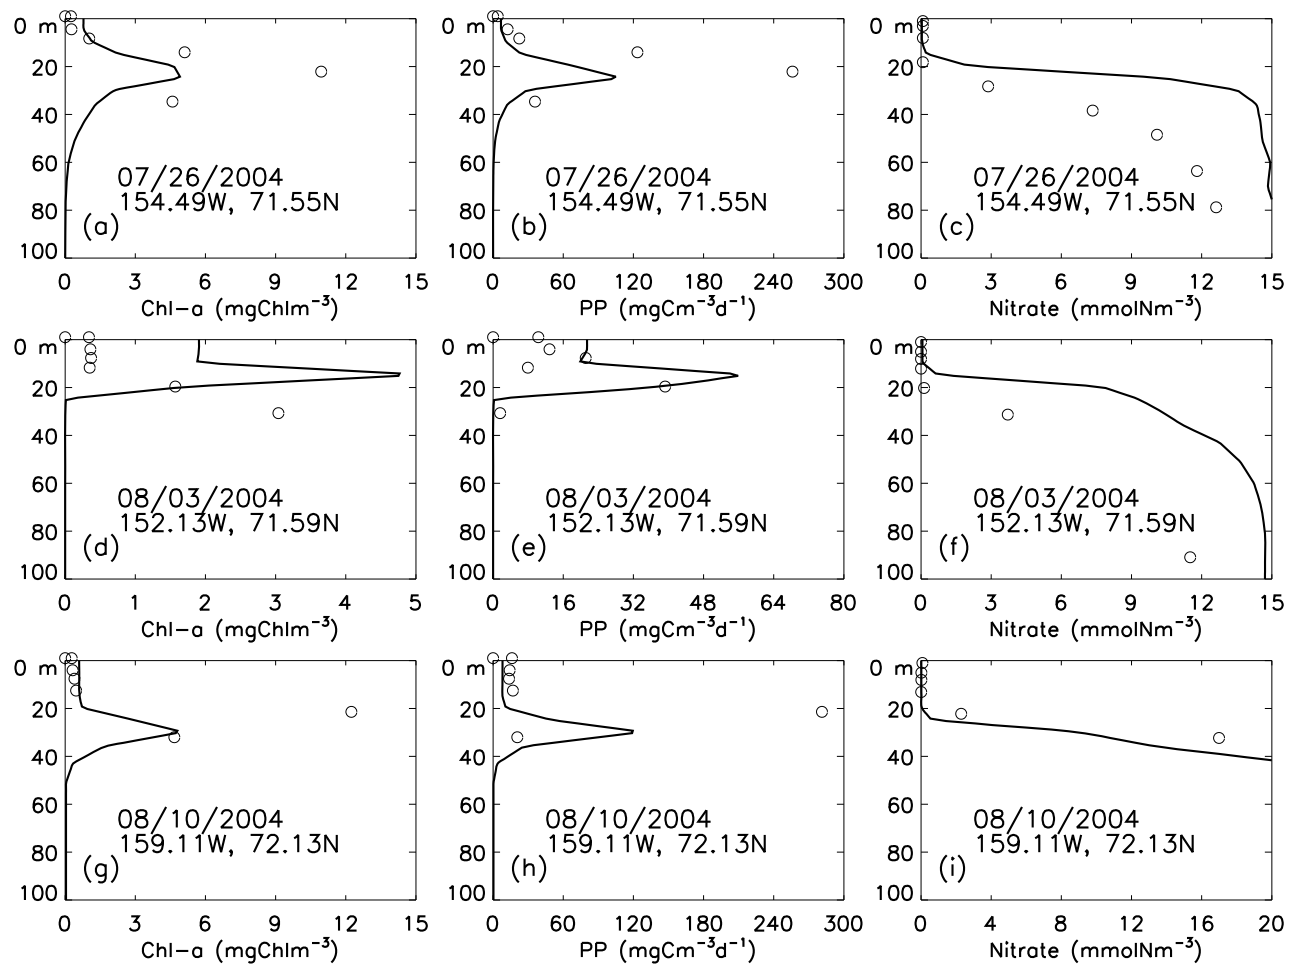 0 m
20
40
60
80
100
07/26/2004
154.49W, 71.55N
(a)
0 3 6 9 12 15
Chl-a (mgChlm⁻³)
0 m
20
40
60
80
100
07/26/2004
154.49W, 71.55N
(b)
0 60 120 180 240 300
PP (mgCm⁻³d⁻¹)
0 m
20
40
60
80
100
07/26/2004
154.49W, 71.55N
(c)
0 3 6 9 12 15
Nitrate (mmolNm⁻³)
0 m
20
40
60
80
100
08/03/2004
152.13W, 71.59N
(d)
0 1 2 3 4 5
Chl-a (mgChlm⁻³)
0 m
20
40
60
80
100
08/03/2004
152.13W, 71.59N
(e)
0 16 32 48 64 80
PP (mgCm⁻³d⁻¹)
0 m
20
40
60
80
100
08/03/2004
152.13W, 71.59N
(f)
0 3 6 9 12 15
Nitrate (mmolNm⁻³)
0 m
20
40
60
80
100
08/10/2004
159.11W, 72.13N
(g)
0 3 6 9 12 15
Chl-a (mgChlm⁻³)
0 m
20
40
60
80
100
08/10/2004
159.11W, 72.13N
(h)
0 60 120 180 240 300
PP (mgCm⁻³d⁻¹)
0 m
20
40
60
80
100
08/10/2004
159.11W, 72.13N
(i)
0 4 8 12 16 20
Nitrate (mmolNm⁻³)